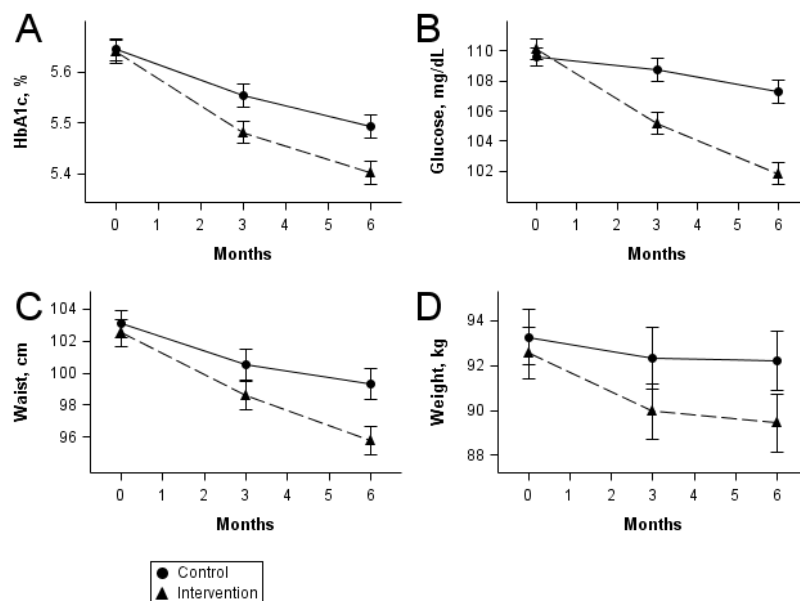 A
HbA1c, %
5.6
5.5
5.4
0 1 2 3 4 5 6
Months
B
Glucose, mg/dL
110
108
106
104
102
0 1 2 3 4 5 6
Months
C
Waist, cm
104
102
100
98
96
0 1 2 3 4 5 6
Months
D
Weight, kg
94
92
90
88
0 1 2 3 4 5 6
Months
Control
Intervention